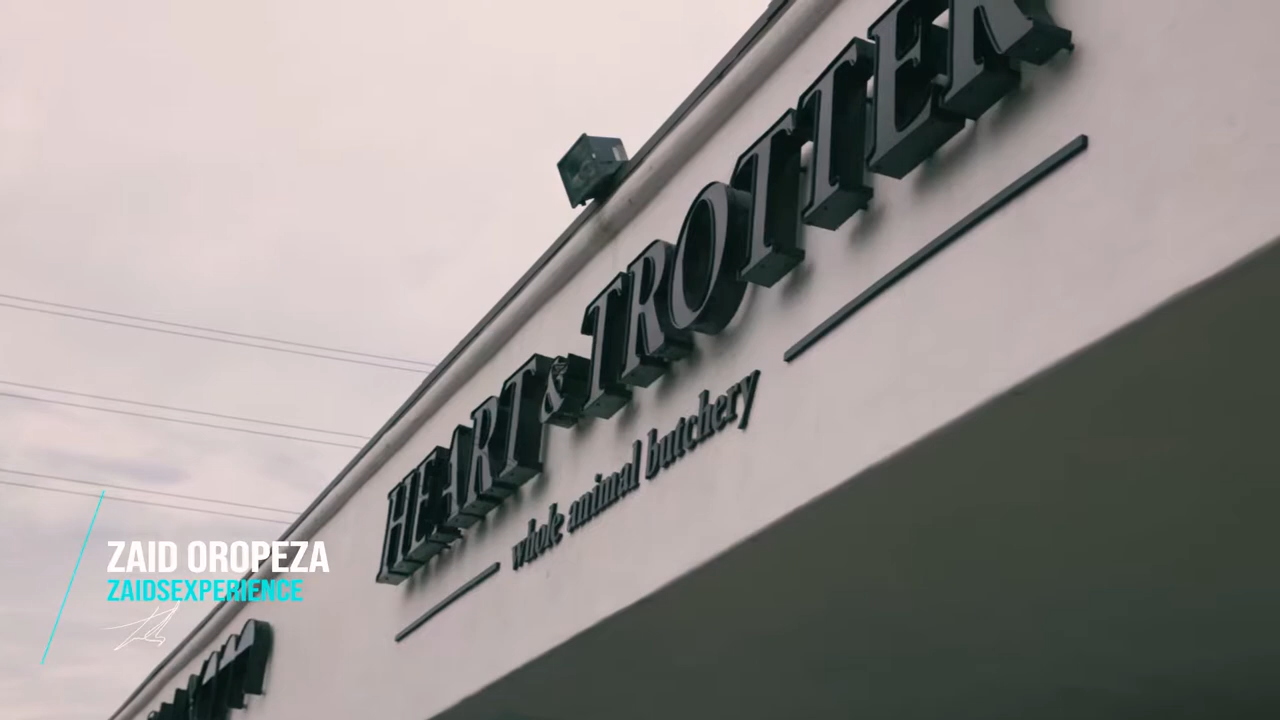 HEART & TROTTER
whole animal butchery
ZAID OROPEZA
ZAIDSEXPERIENCE